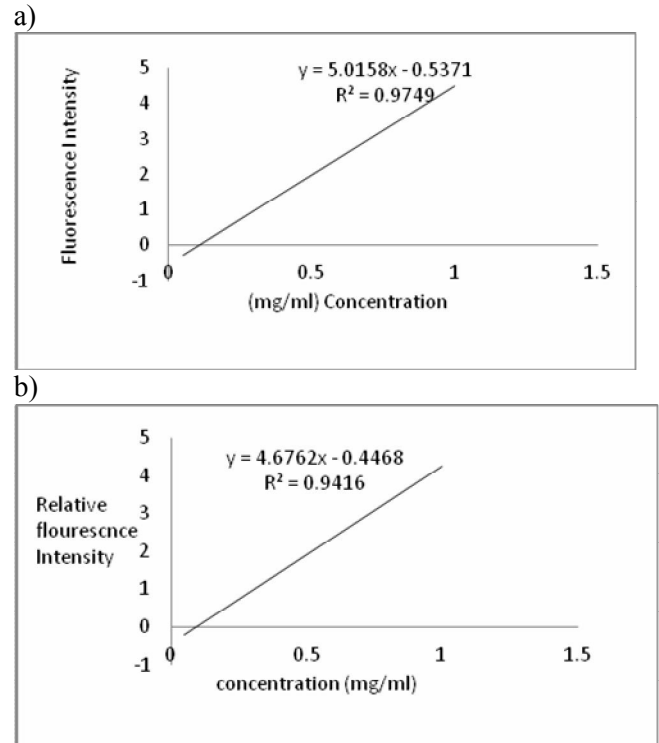 a)
y = 5.0158x - 0.5371
R² = 0.9749
Fluorescence Intensity
5
4
3
2
1
0
-1
0
0.5
1
1.5
(mg/ml) Concentration
b)
y = 4.6762x - 0.4468
R² = 0.9416
Relative
flourescnce
Intensity
5
4
3
2
1
0
-1
0
0.5
1
1.5
concentration (mg/ml)